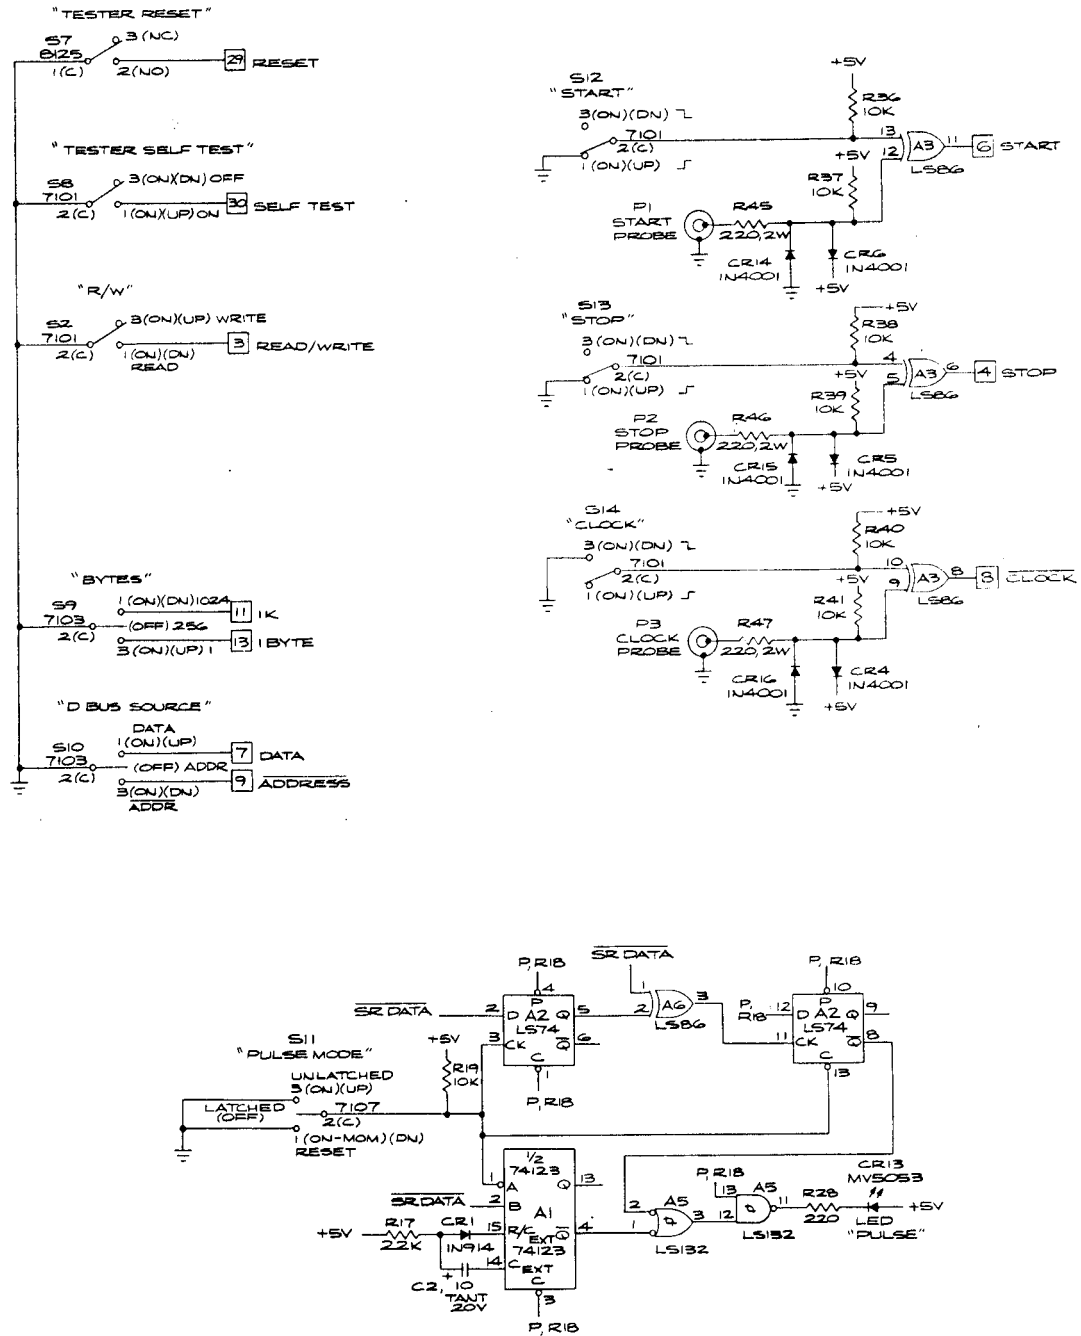 "TESTER RESET"
S7
8125
1(C)
3(NC)
2(NO)
29 RESET
"TESTER SELF TEST"
S8
7101
2(C)
3(ON)(DN) OFF
1(ON)(UP) ON
30 SELF TEST
"R/W"
S2
7101
2(C)
3(ON)(UP) WRITE
1(ON)(DN)
READ
3 READ/WRITE
"BYTES"
S9
7103
2(C)
1(ON)(DN)1024
(OFF) 256
3(ON)(UP) 1
11 1K
13 1 BYTE
"D BUS SOURCE"
S10
7103
2(C)
DATA
1(ON)(UP)
(OFF) ADDR
3(ON)(DN)
ADDR
7 DATA
9 ADDRESS
S12
"START"
3(ON)(DN)
7101
2(C)
1(ON)(UP)
+5V
R36
10K
+5V
R37
10K
13
12
A3
11
LS86
6 START
P1
START
PROBE
R45
220,2W
CR14
1N4001
CR6
1N4001
+5V
S13
"STOP"
3(ON)(DN)
7101
2(C)
1(ON)(UP)
+5V
R38
10K
+5V
R39
10K
4
5
A3
6
LS86
4 STOP
P2
STOP
PROBE
R46
220,2W
CR15
1N4001
CR5
1N4001
+5V
S14
"CLOCK"
3(ON)(DN)
7101
2(C)
1(ON)(UP)
+5V
R40
10K
+5V
R41
10K
10
9
A3
8
LS86
CLOCK
P3
CLOCK
PROBE
R47
220,2W
CR16
1N4001
CR4
1N4001
+5V
P, R18
4
SR DATA
2
P
D A2 Q
LS74
5
3
CK
Q
6
C
1
P, R18
SR DATA
1
2
A6
3
LS86
P, R18
10
P,
R18
12
P
D A2 Q
LS74
9
11
CK
Q
8
C
13
S11
"PULSE MODE"
UNLATCHED
3(ON)(UP)
LATCHED
(OFF)
7107
2(C)
1(ON-MOM)(DN)
RESET
+5V
R19
10K
1/2
74123
1
A
Q
13
SR DATA
2
B
A1
+5V
R17
22K
CR1
1N914
15
R/C
EXT
Q
4
74123
14
C
EXT
C2,
+
10
TANT
20V
C
3
P, R18
2
1
A5
3
LS132
P, R18
13
12
A5
11
LS132
R28
220
CR13
MV5053
+5V
LED
"PULSE"